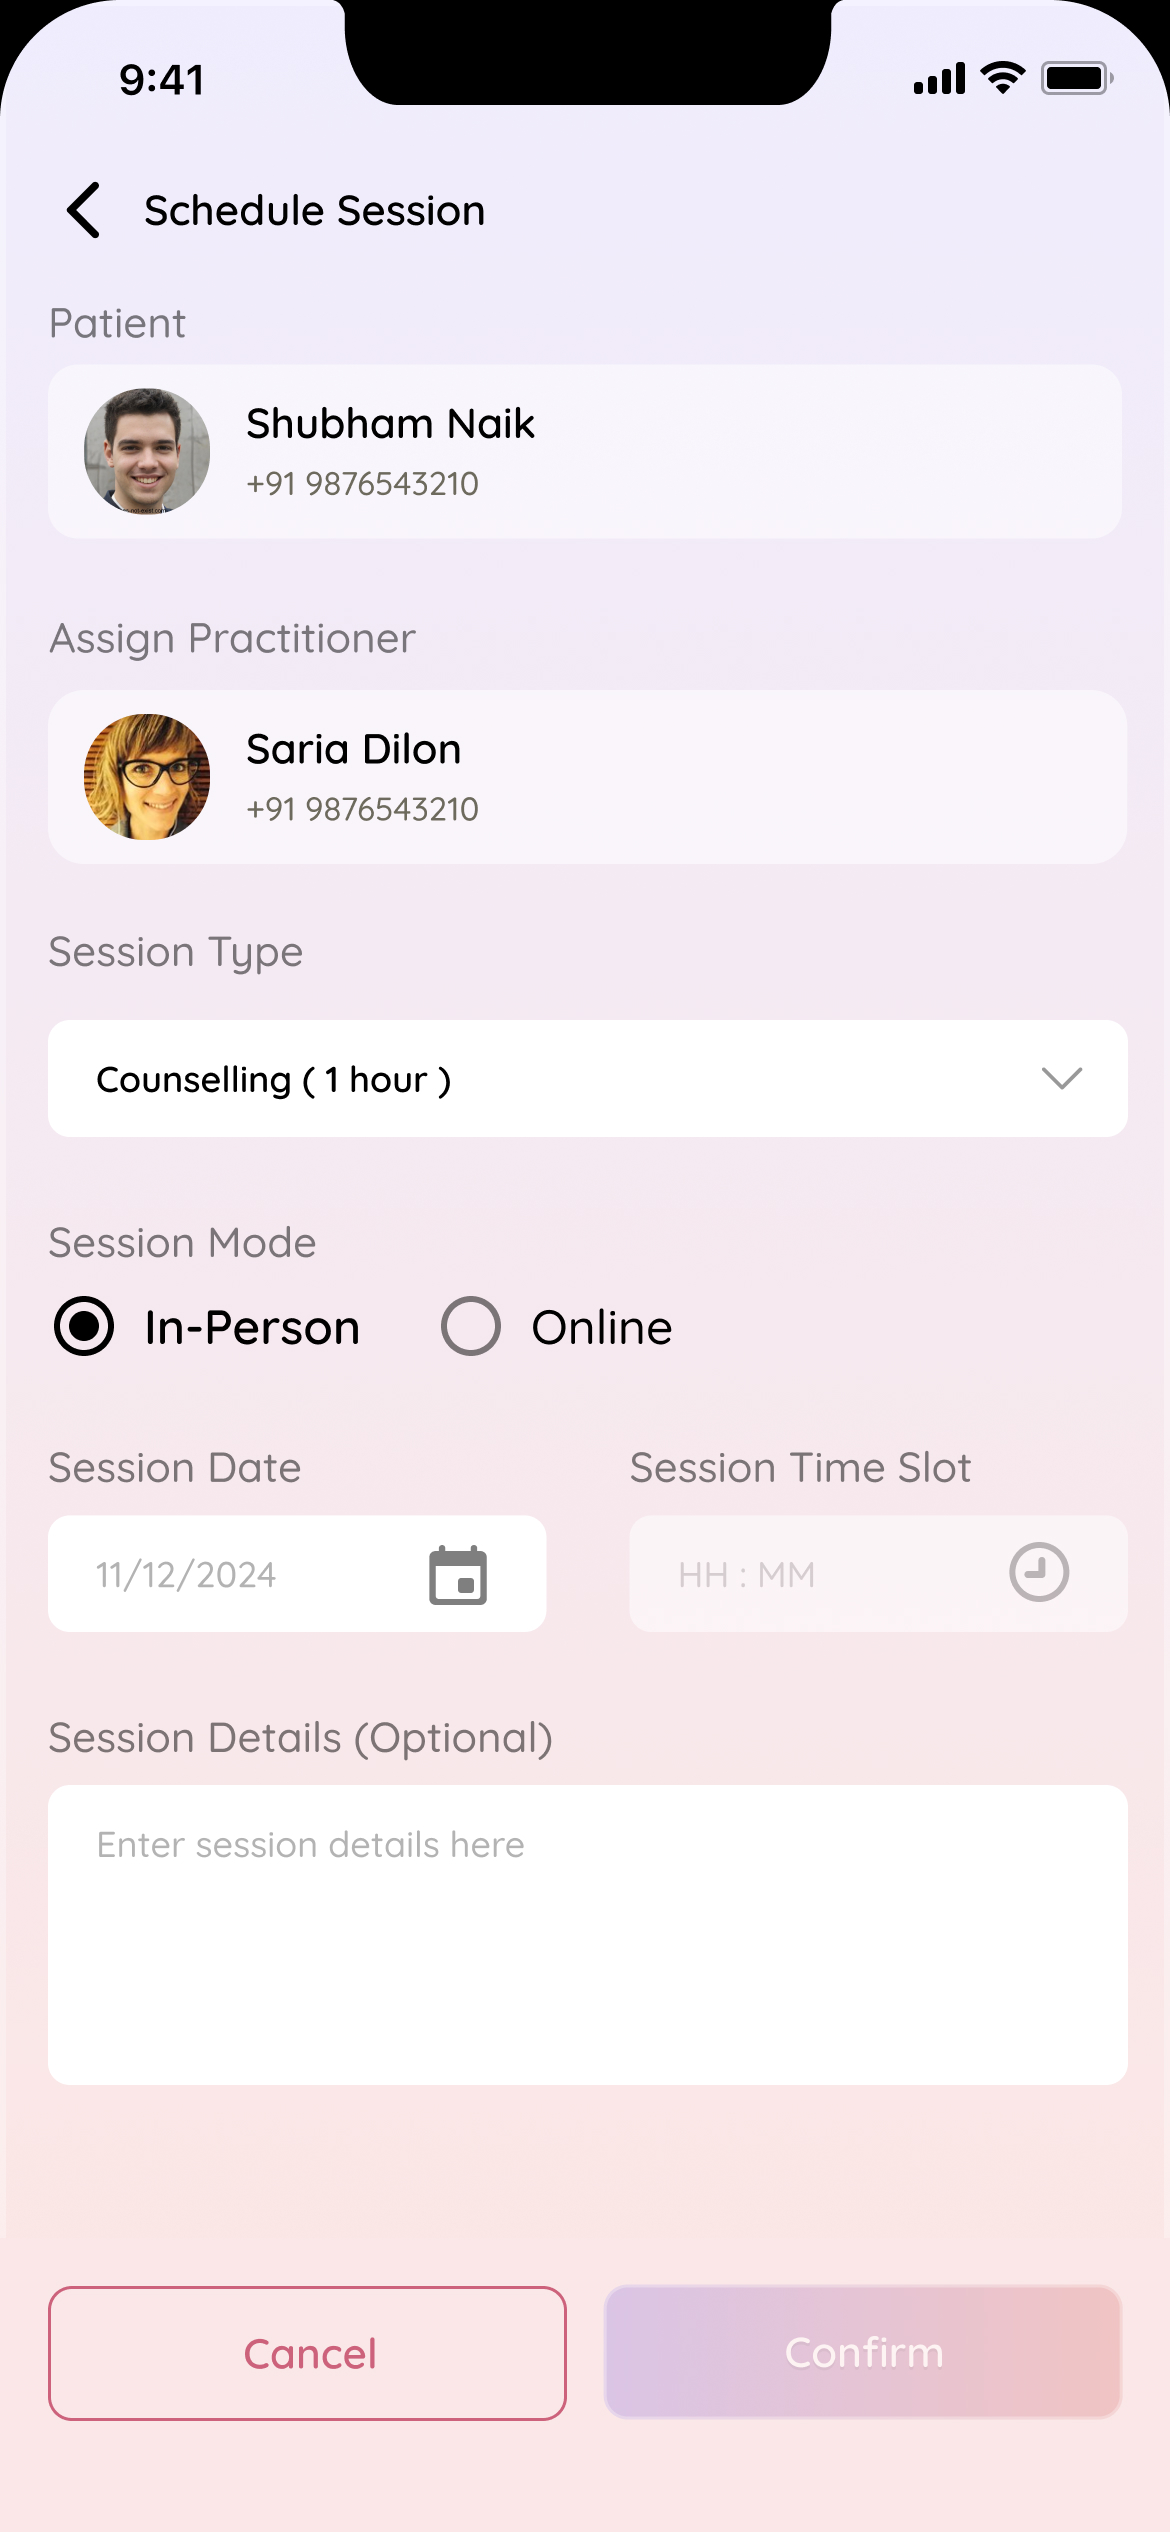 9:41
Schedule Session
Patient
Shubham Naik
+91 9876543210
Assign Practitioner
Saria Dilon
+91 9876543210
Session Type
Counselling ( 1 hour )
Session Mode
In-Person
Online
Session Date
Session Time Slot
11/12/2024
HH : MM
Session Details (Optional)
Enter session details here
Cancel
Confirm